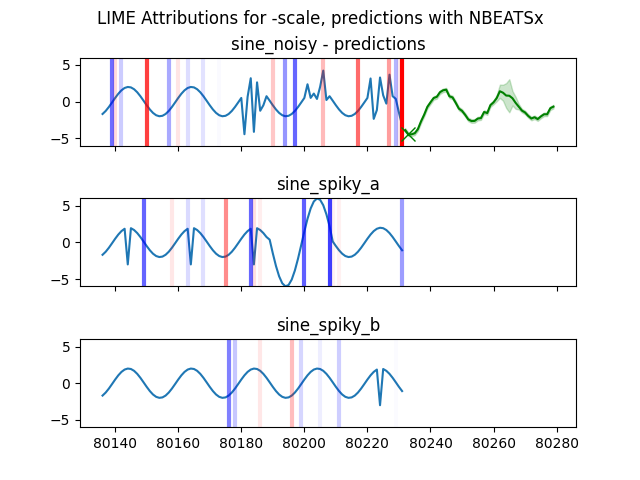 LIME Attributions for -scale, predictions with NBEATSx
sine_noisy - predictions
5
0
−5
sine_spiky_a
5
0
−5
sine_spiky_b
5
0
−5
80140 80160 80180 80200 80220 80240 80260 80280